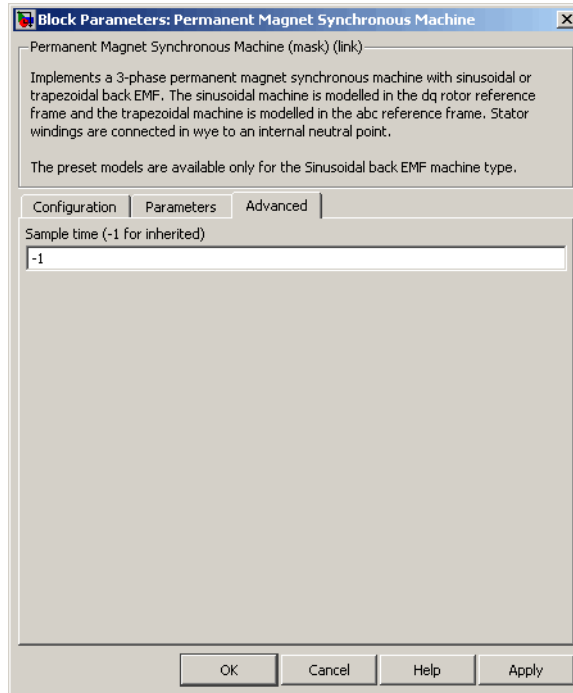 Block Parameters: Permanent Magnet Synchronous Machine
Permanent Magnet Synchronous Machine (mask) (link)
Implements a 3-phase permanent magnet synchronous machine with sinusoidal or
trapezoidal back EMF. The sinusoidal machine is modelled in the dq rotor reference
frame and the trapezoidal machine is modelled in the abc reference frame. Stator
windings are connected in wye to an internal neutral point.
The preset models are available only for the Sinusoidal back EMF machine type.
Configuration Parameters Advanced
Sample time (-1 for inherited)
-1
OK Cancel Help Apply